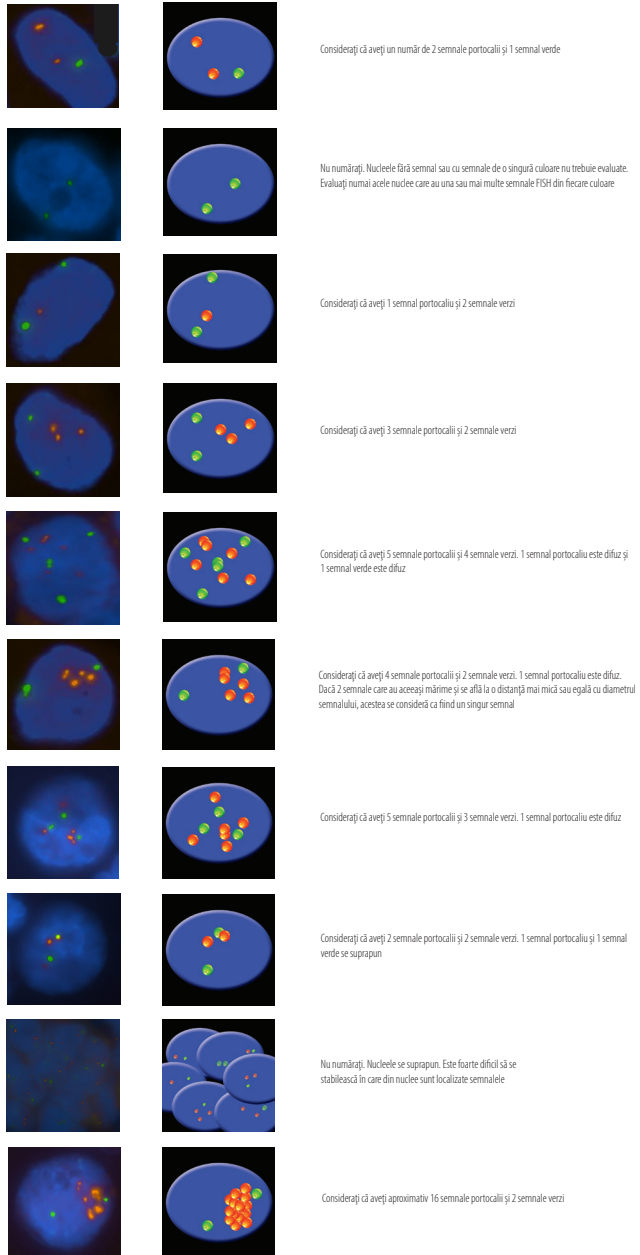 Considerați că aveți un număr de 2 semnale portocalii și 1 semnal verde
Nu numărați. Nucleele fără semnal sau cu semnale de o singură culoare nu trebuie evaluate.
Evaluați numai acele nuclee care au una sau mai multe semnale FISH din fiecare culoare
Considerați că aveți 1 semnal portocaliu și 2 semnale verzi
Considerați că aveți 3 semnale portocalii și 2 semnale verzi
Considerați că aveți 5 semnale portocalii și 4 semnale verzi. 1 semnal portocaliu este difuz și
1 semnal verde este difuz
Considerați că aveți 4 semnale portocalii și 2 semnale verzi. 1 semnal portocaliu este difuz.
Dacă 2 semnale care au aceeași mărime și se află la o distanță mai mică sau egală cu diametrul
semnalului, acestea se consideră ca fiind un singur semnal
Considerați că aveți 5 semnale portocalii și 3 semnale verzi. 1 semnal portocaliu este difuz
Considerați că aveți 2 semnale portocalii și 2 semnale verzi. 1 semnal portocaliu și 1 semnal
verde se suprapun
Nu numărați. Nucleele se suprapun. Este foarte dificil să se
stabilească în care din nuclee sunt localizate semnalele
Considerați că aveți aproximativ 16 semnale portocalii și 2 semnale verzi